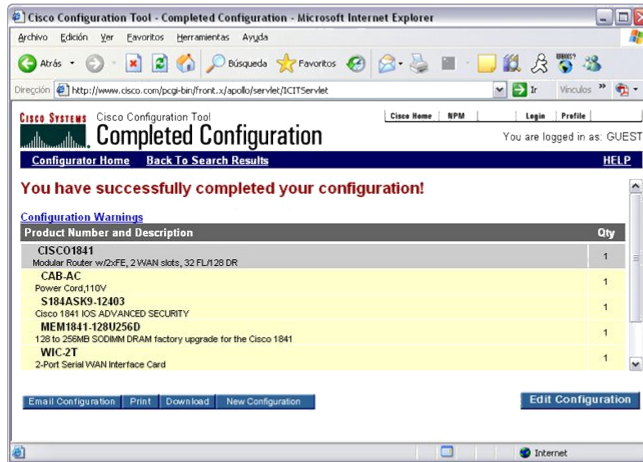 Cisco Configuration Tool - Completed Configuration - Microsoft Internet Explorer
Archivo Edición Ver Favoritos Herramientas Ayuda
Atrás Búsqueda Favoritos
Dirección http://www.cisco.com/pcgi-bin/front.x/apollo/servlet/ICITServlet Ir Vínculos »
CISCO SYSTEMS Cisco Configuration Tool Cisco Home NPM Login Profile
Completed Configuration You are logged in as: GUEST
Configurator Home Back To Search Results HELP
You have successfully completed your configuration!
Configuration Warnings
Product Number and Description Qty
CISCO1841
Modular Router w/2xFE, 2 WAN slots, 32 FL/128 DR 1
CAB-AC
Power Cord,110V 1
S184ASK9-12403
Cisco 1841 IOS ADVANCED SECURITY 1
MEM1841-128U256D
128 to 256MB SODIMM DRAM factory upgrade for the Cisco 1841 1
WIC-2T
2-Port Serial WAN Interface Card 1
Email Configuration Print Download New Configuration Edit Configuration
Internet